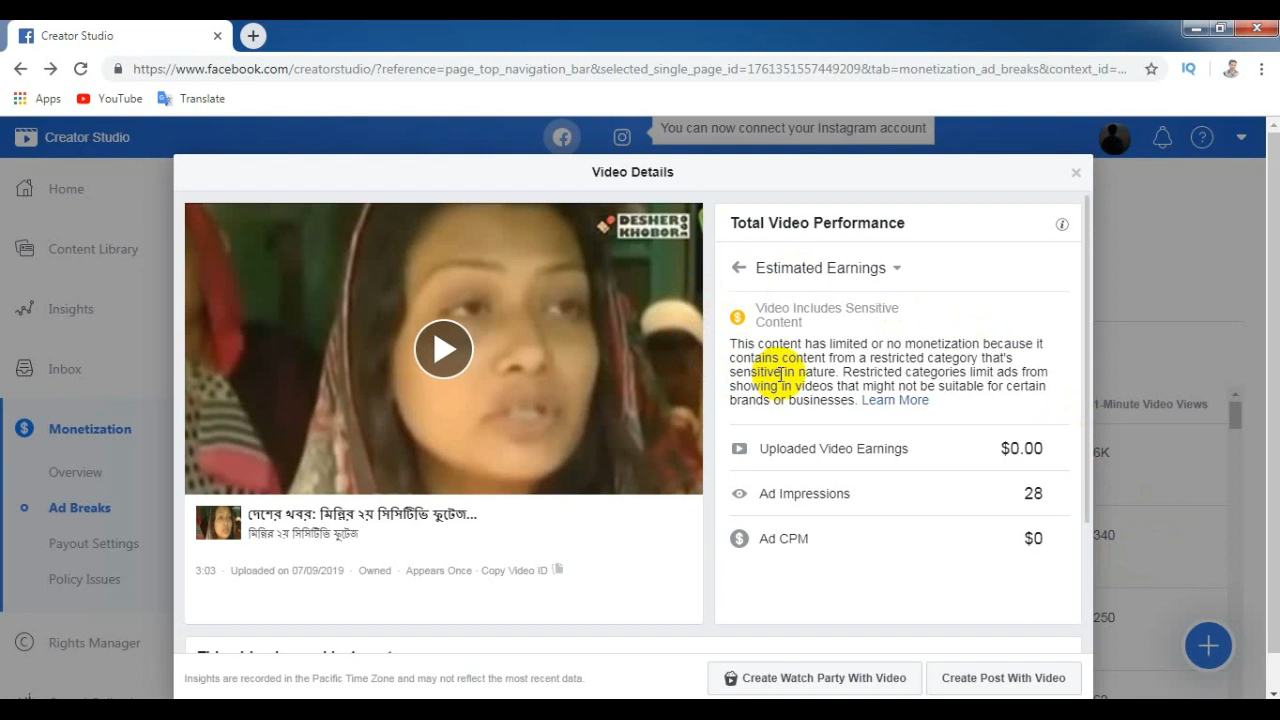 Creator Studio
https://www.facebook.com/creatorstudio/?reference=page_top_navigation_bar&selected_single_page_id=1761351557449209&tab=monetization_ad_breaks&context_id=...
Apps YouTube Translate
Creator Studio
You can now connect your Instagram account
Home
Content Library
Insights
Inbox
Monetization
Overview
Ad Breaks
Payout Settings
Policy Issues
Rights Manager
Video Details
DESHER
KHOBOR
দেশের খবর: মিন্নির ২য় সিসিটিভি ফুটেজ...
মিন্নির ২য় সিসিটিভি ফুটেজ
3:03 · Uploaded on 07/09/2019 · Owned · Appears Once · Copy Video ID
Total Video Performance
Estimated Earnings
Video Includes Sensitive
Content
This content has limited or no monetization because it
contains content from a restricted category that's
sensitive in nature. Restricted categories limit ads from
showing in videos that might not be suitable for certain
brands or businesses. Learn More
Uploaded Video Earnings $0.00
Ad Impressions 28
Ad CPM $0
1-Minute Video Views
6K
340
250
Insights are recorded in the Pacific Time Zone and may not reflect the most recent data.
Create Watch Party With Video
Create Post With Video